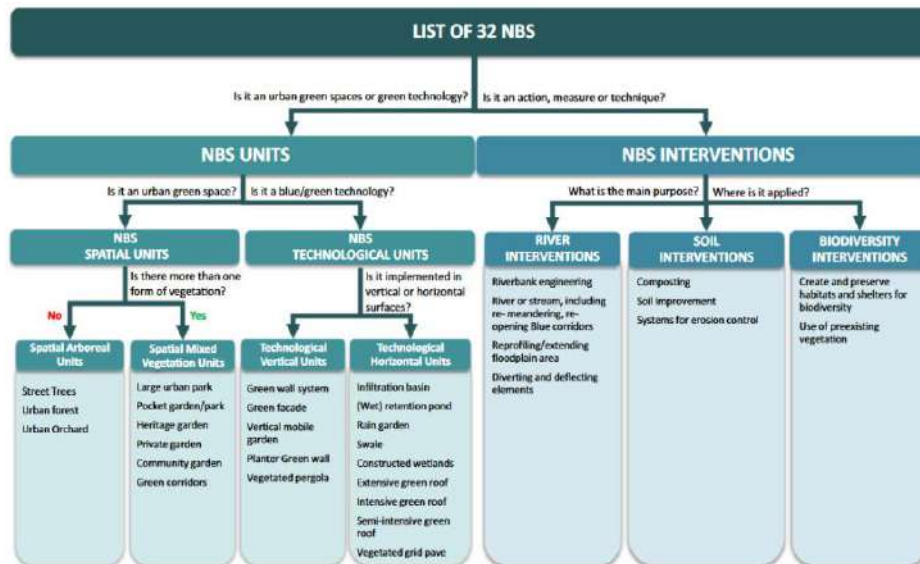 LIST OF 32 NBS
Is it an urban green spaces or green technology?
Is it an action, measure or technique?
NBS UNITS
NBS INTERVENTIONS
Is it an urban green space?
Is it a blue/green technology?
What is the main purpose?
Where is it applied?
NBS
SPATIAL UNITS
NBS
TECHNOLOGICAL UNITS
RIVER
INTERVENTIONS
SOIL
INTERVENTIONS
BIODIVERSITY
INTERVENTIONS
Is there more than one
form of vegetation?
No
Yes
Is it implemented in
vertical or horizontal
surfaces?
Spatial Arboreal
Units
Street Trees
Urban forest
Urban Orchard
Spatial Mixed
Vegetation Units
Large urban park
Pocket garden/park
Heritage garden
Private garden
Community garden
Green corridors
Technological
Vertical Units
Green wall system
Green facade
Vertical mobile
garden
Planter Green wall
Vegetated pergola
Technological
Horizontal Units
Infiltration basin
(Wet) retention pond
Rain garden
Swale
Constructed wetlands
Extensive green roof
Intensive green roof
Semi-intensive green
roof
Vegetated grid pave
Riverbank engineering
River or stream, including
re- meandering, re-
opening Blue corridors
Reprofiling/extending
floodplain area
Diverting and deflecting
elements
Composting
Soil improvement
Systems for erosion control
Create and preserve
habitats and shelters for
biodiversity
Use of preexisting
vegetation